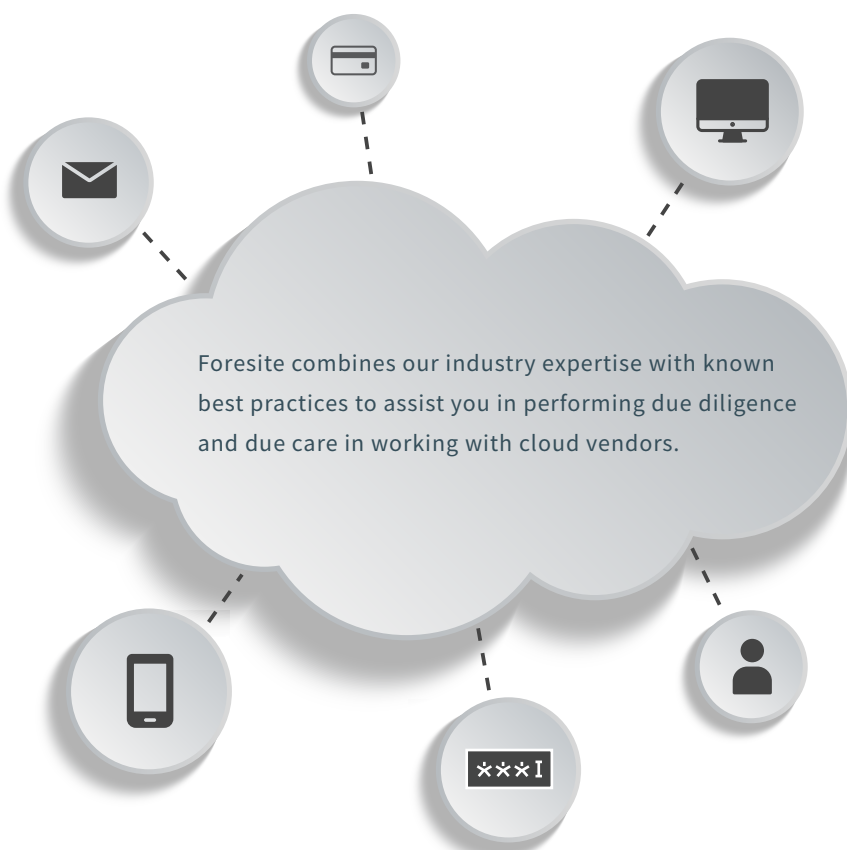 Foresite combines our industry expertise with known
best practices to assist you in performing due diligence
and due care in working with cloud vendors.
***I